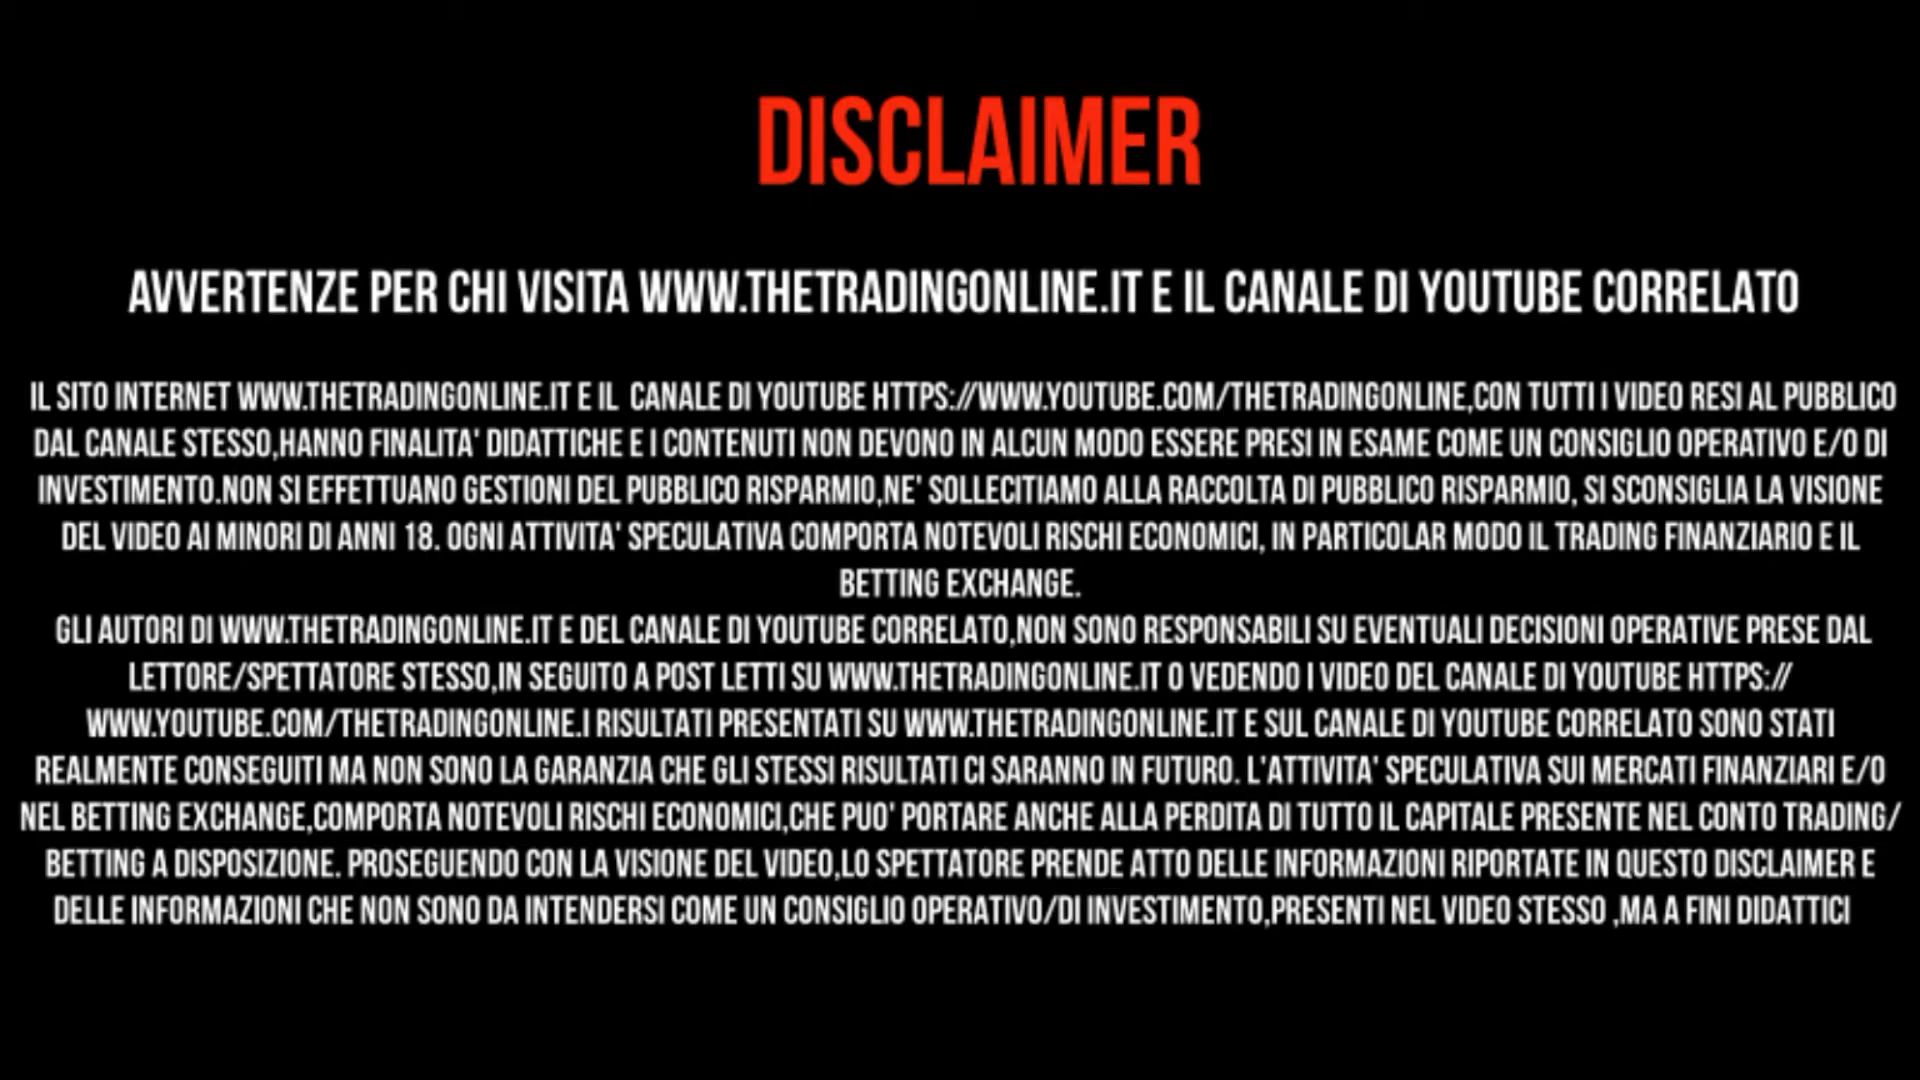 DISCLAIMER
AVVERTENZE PER CHI VISITA WWW.THETRADINGONLINE.IT E IL CANALE DI YOUTUBE CORRELATO
IL SITO INTERNET WWW.THETRADINGONLINE.IT E IL CANALE DI YOUTUBE HTTPS://WWW.YOUTUBE.COM/THETRADINGONLINE,CON TUTTI I VIDEO RESI AL PUBBLICO
DAL CANALE STESSO,HANNO FINALITA' DIDATTICHE E I CONTENUTI NON DEVONO IN ALCUN MODO ESSERE PRESI IN ESAME COME UN CONSIGLIO OPERATIVO E/O DI
INVESTIMENTO.NON SI EFFETTUANO GESTIONI DEL PUBBLICO RISPARMIO,NE' SOLLECITIAMO ALLA RACCOLTA DI PUBBLICO RISPARMIO, SI SCONSIGLIA LA VISIONE
DEL VIDEO AI MINORI DI ANNI 18. OGNI ATTIVITA' SPECULATIVA COMPORTA NOTEVOLI RISCHI ECONOMICI, IN PARTICOLAR MODO IL TRADING FINANZIARIO E IL
BETTING EXCHANGE.
GLI AUTORI DI WWW.THETRADINGONLINE.IT E DEL CANALE DI YOUTUBE CORRELATO,NON SONO RESPONSABILI SU EVENTUALI DECISIONI OPERATIVE PRESE DAL
LETTORE/SPETTATORE STESSO,IN SEGUITO A POST LETTI SU WWW.THETRADINGONLINE.IT O VEDENDO I VIDEO DEL CANALE DI YOUTUBE HTTPS://
WWW.YOUTUBE.COM/THETRADINGONLINE.I RISULTATI PRESENTATI SU WWW.THETRADINGONLINE.IT E SUL CANALE DI YOUTUBE CORRELATO SONO STATI
REALMENTE CONSEGUITI MA NON SONO LA GARANZIA CHE GLI STESSI RISULTATI CI SARANNO IN FUTURO. L'ATTIVITA' SPECULATIVA SUI MERCATI FINANZIARI E/O
NEL BETTING EXCHANGE,COMPORTA NOTEVOLI RISCHI ECONOMICI,CHE PUO' PORTARE ANCHE ALLA PERDITA DI TUTTO IL CAPITALE PRESENTE NEL CONTO TRADING/
BETTING A DISPOSIZIONE. PROSEGUENDO CON LA VISIONE DEL VIDEO,LO SPETTATORE PRENDE ATTO DELLE INFORMAZIONI RIPORTATE IN QUESTO DISCLAIMER E
DELLE INFORMAZIONI CHE NON SONO DA INTENDERSI COME UN CONSIGLIO OPERATIVO/DI INVESTIMENTO,PRESENTI NEL VIDEO STESSO ,MA A FINI DIDATTICI